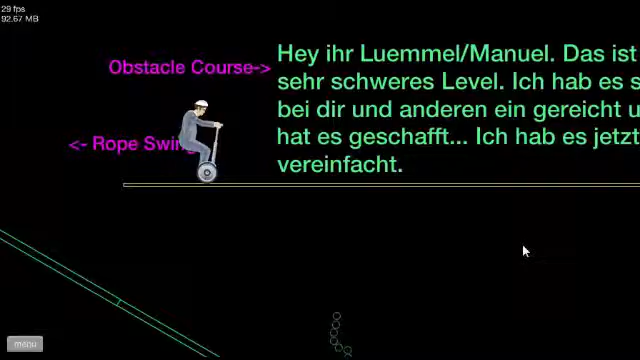 29 fps
92.67 MB
Obstacle Course->
<- Rope Swing
Hey ihr Luemmel/Manuel. Das ist
sehr schweres Level. Ich hab es s
bei dir und anderen ein gereicht u
hat es geschafft... Ich hab es jetzt
vereinfacht.
menu